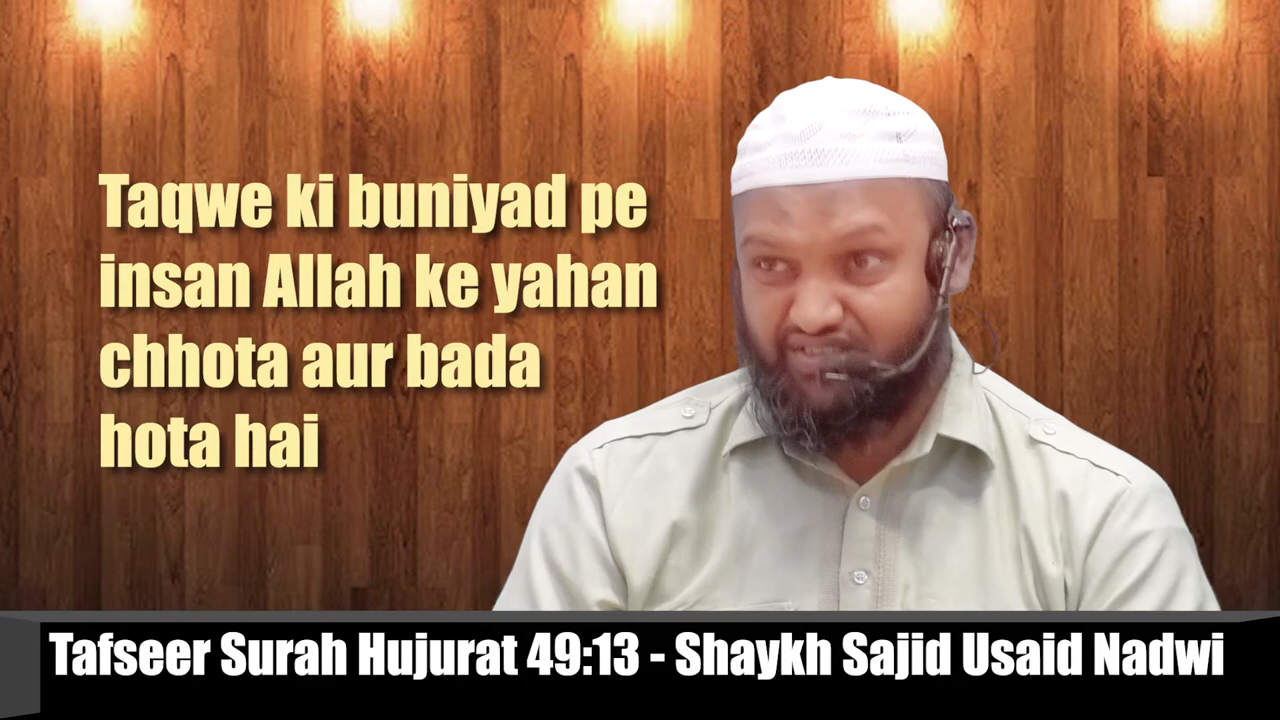 Taqwe ki buniyad pe
insan Allah ke yahan
chhota aur bada
hota hai
Tafseer Surah Hujurat 49:13 - Shaykh Sajid Usaid Nadwi